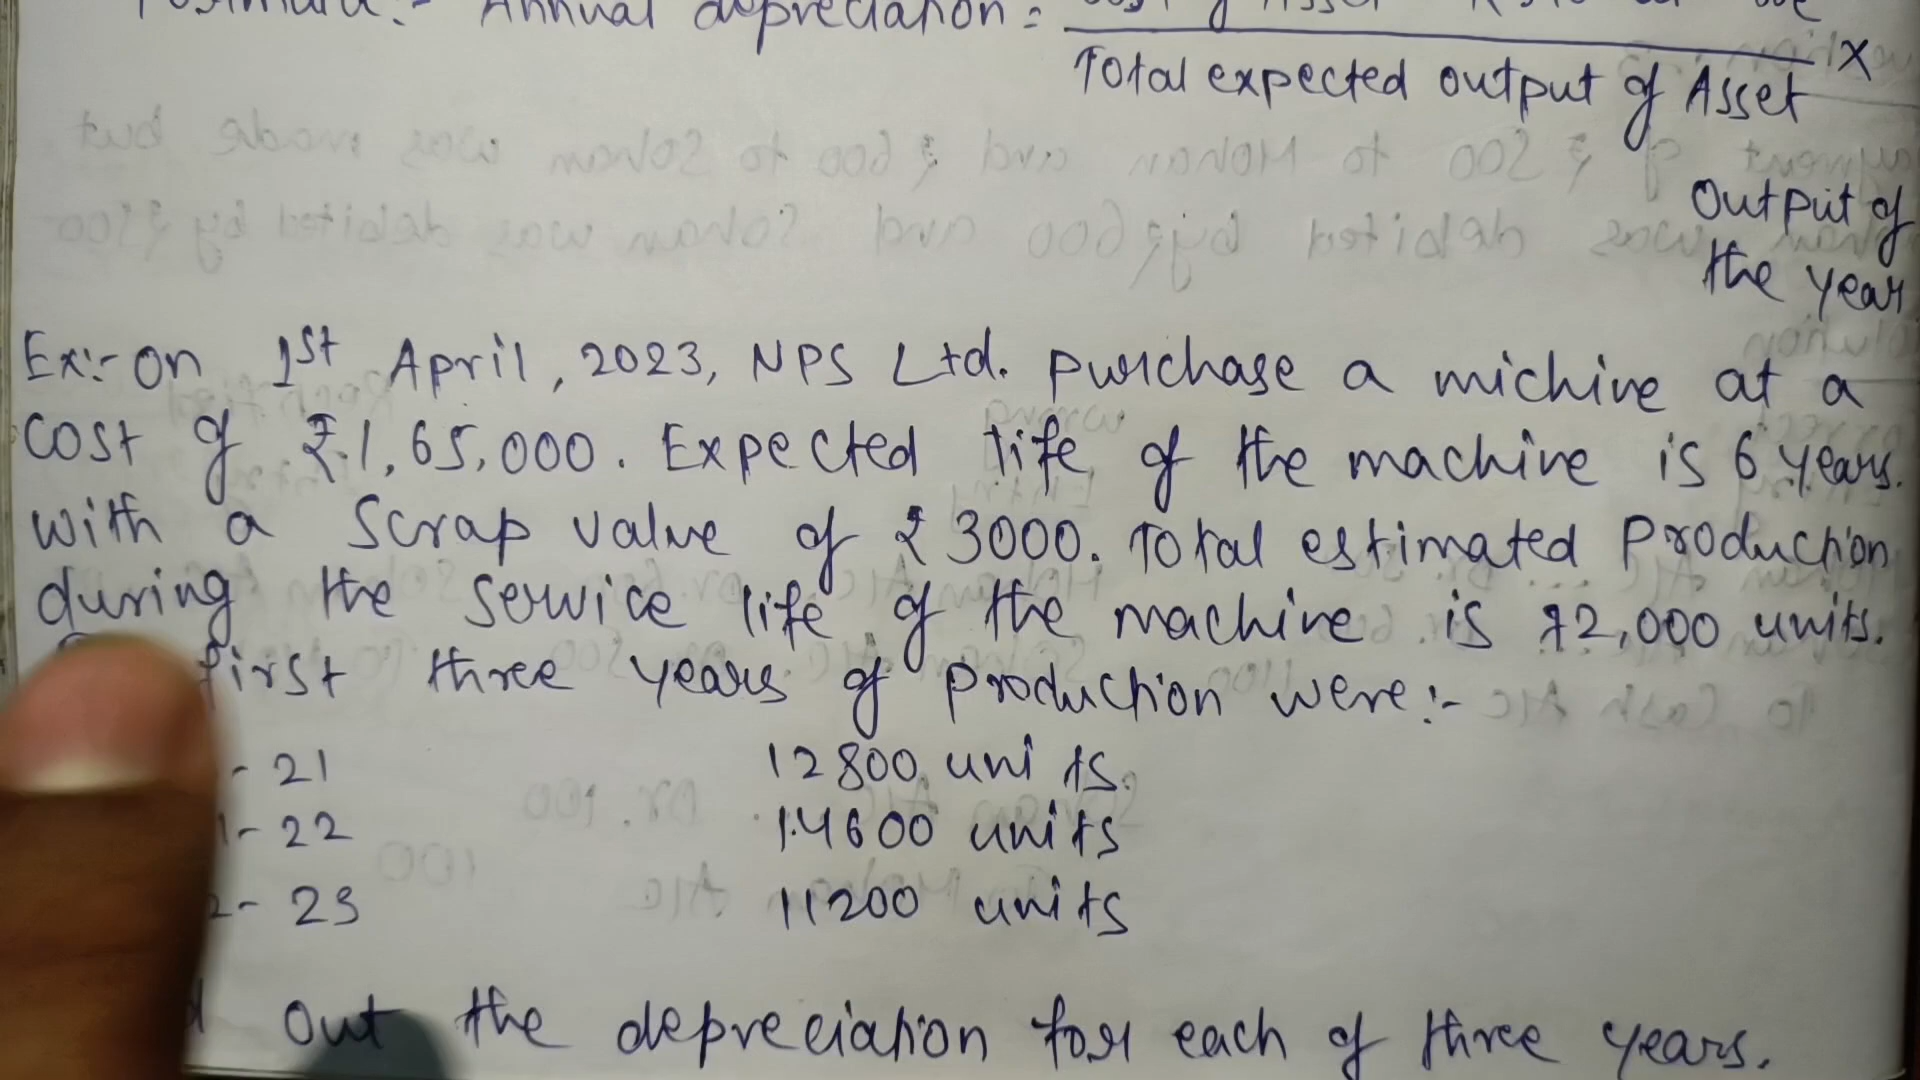 Annual depreciation =
Total expected output of Asset
X
Output of
the year
Ex:- On 1st April, 2023, NPS Ltd. purchase a michine at a
cost of ₹.1,65,000. Expected life of the machine is 6 years.
with a scrap value of ₹3000. Total estimated production
during the service life of the machine is 72,000 units.
first three years of production were:-
- 21 12800 units.
- 22 14600 units
2- 23 11200 units
out the depreciation for each of three years.